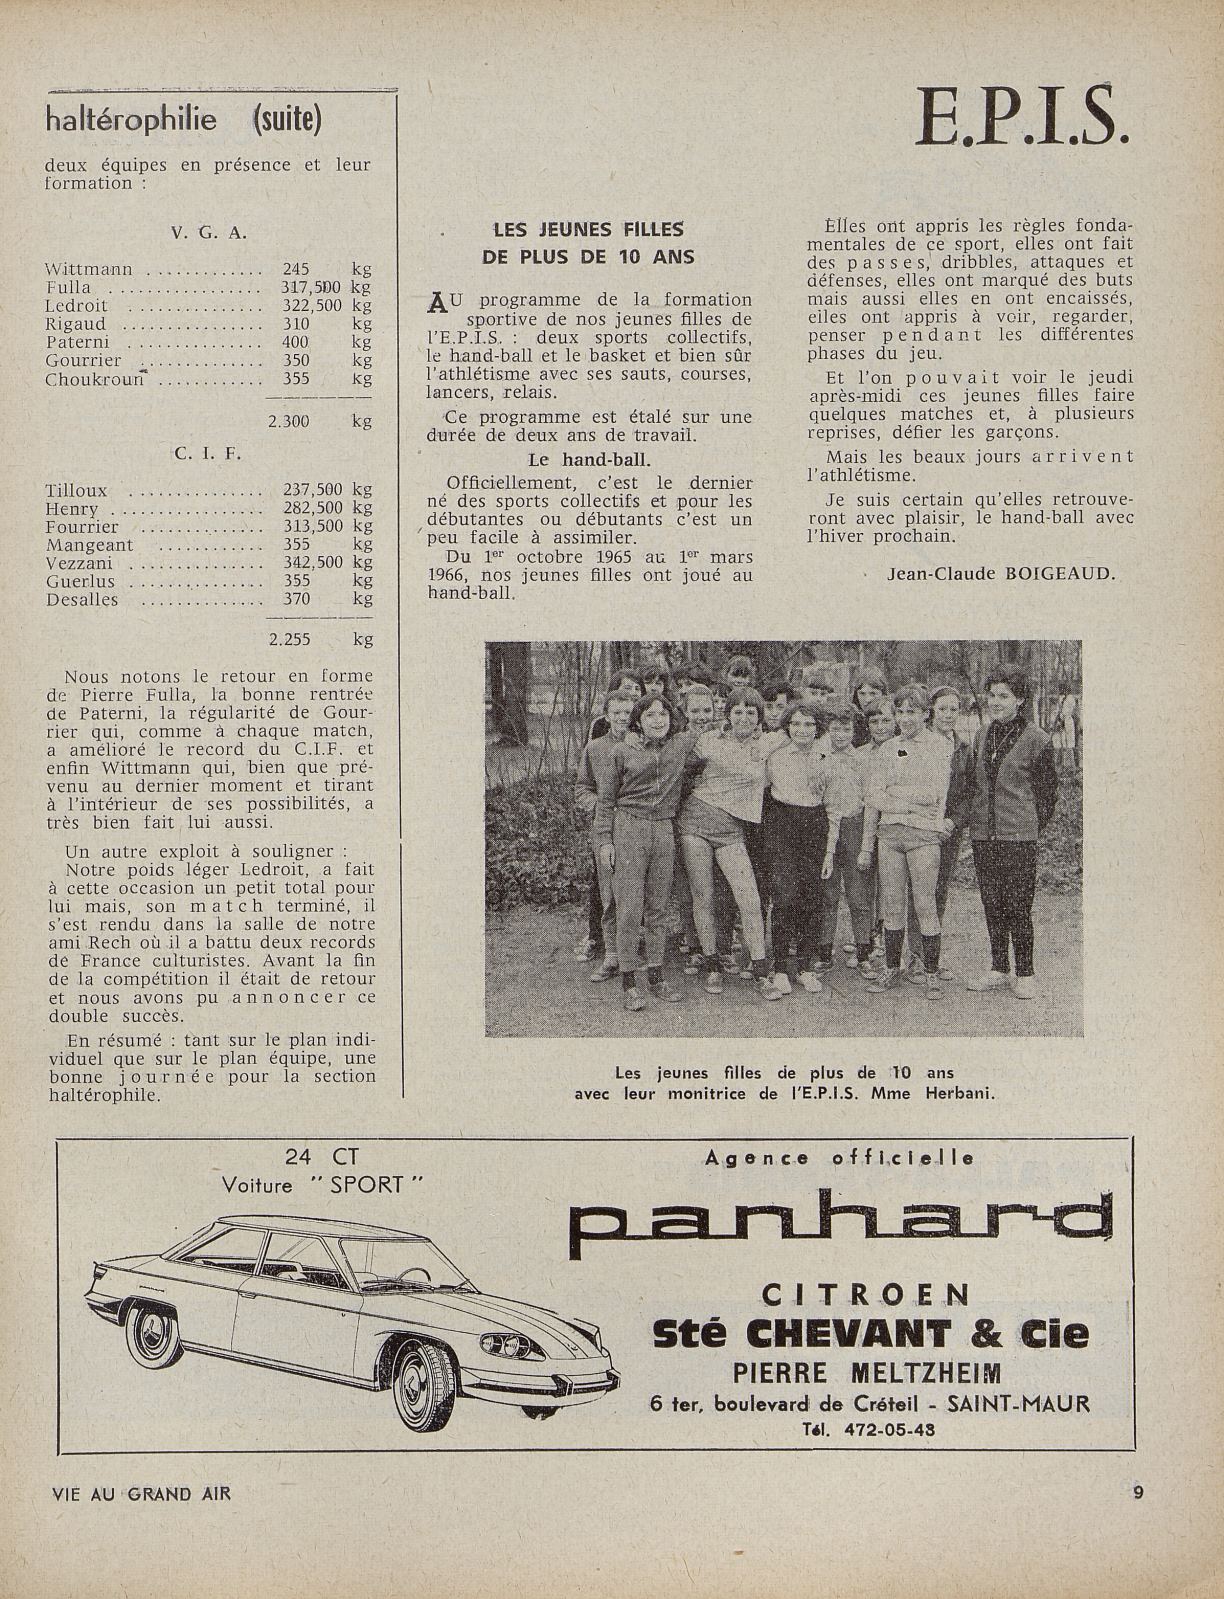 haltérophilie (suite)
deux équipes en présence et leur
formation :
V. G. A.
Wittmann ............. 245 kg
Fulla ................ 317,500 kg
Ledroit .............. 322,500 kg
Rigaud ............... 310 kg
Paterni .............. 400 kg
Gourrier ............. 350 kg
Choukroun ............ 355 kg
2.300 kg
C. I. F.
Tilloux .............. 237,500 kg
Henry ................ 282,500 kg
Fourrier ............. 313,500 kg
Mangeant ............ 355 kg
Vezzani .............. 342,500 kg
Guerlus .............. 355 kg
Desalles ............. 370 kg
2.255 kg
Nous notons le retour en forme
de Pierre Fulla, la bonne rentrée
de Paterni, la régularité de Gour-
rier qui, comme à chaque match,
a amélioré le record du C.I.F. et
enfin Wittmann qui, bien que pré-
venu au dernier moment et tirant
à l'intérieur de ses possibilités, a
très bien fait lui aussi.
Un autre exploit à souligner :
Notre poids léger Ledroit, a fait
à cette occasion un petit total pour
lui mais, son match terminé, il
s'est rendu dans la salle de notre
ami Rech où il a battu deux records
de France culturistes. Avant la fin
de la compétition il était de retour
et nous avons pu annoncer ce
double succès.
En résumé : tant sur le plan indi-
viduel que sur le plan équipe, une
bonne journée pour la section
haltérophile.
E.P.I.S.
LES JEUNES FILLES
DE PLUS DE 10 ANS
AU programme de la formation
sportive de nos jeunes filles de
l'E.P.I.S. : deux sports collectifs,
le hand-ball et le basket et bien sûr
l'athlétisme avec ses sauts, courses,
lancers, relais.
Ce programme est étalé sur une
durée de deux ans de travail.
Le hand-ball.
Officiellement, c'est le dernier
né des sports collectifs et pour les
débutantes ou débutants c'est un
peu facile à assimiler.
Du 1er octobre 1965 au 1er mars
1966, nos jeunes filles ont joué au
hand-ball.
Elles ont appris les règles fonda-
mentales de ce sport, elles ont fait
des passes, dribbles, attaques et
défenses, elles ont marqué des buts
mais aussi elles en ont encaissés,
eiles ont appris à voir, regarder,
penser pendant les différentes
phases du jeu.
Et l'on pouvait voir le jeudi
après-midi ces jeunes filles faire
quelques matches et, à plusieurs
reprises, défier les garçons.
Mais les beaux jours arrivent
l'athlétisme.
Je suis certain qu'elles retrouve-
ront avec plaisir, le hand-ball avec
l'hiver prochain.
Jean-Claude BOIGEAUD.
Les jeunes filles de plus de 10 ans
avec leur monitrice de l'E.P.I.S. Mme Herbani.
24 CT
Voiture "SPORT"
Agence officielle
panhard
CITROEN
Sté CHEVANT & Cie
PIERRE MELTZHEIM
6 ter, boulevard de Créteil - SAINT-MAUR
Tél. 472-05-43
VIE AU GRAND AIR
9